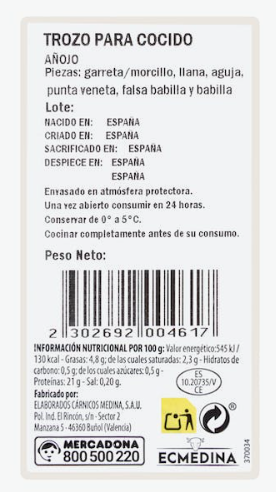 TROZO PARA COCIDO
AÑOJO
Piezas: garreta/morcillo, llana, aguja,
punta veneta, falsa babilla y babilla
Lote:
NACIDO EN: ESPAÑA
CRIADO EN: ESPAÑA
SACRIFICADO EN: ESPAÑA
DESPIECE EN: ESPAÑA
ESPAÑA
Envasado en atmósfera protectora.
Una vez abierto consumir en 24 horas.
Conservar de 0° a 5°C.
Cocinar completamente antes de su consumo.
Peso Neto:
2 302692 004617
INFORMACIÓN NUTRICIONAL POR 100 g: Valor energético: 545 kJ /
130 kcal - Grasas: 4,8 g; de las cuales saturadas: 2,3 g - Hidratos de
carbono: 0,5 g; de los cuales azúcares: 0,5 g -
Proteínas: 21 g - Sal: 0,20 g.
Fabricado por:
ELABORADOS CÁRNICOS MEDINA, S.A.U.
Pol. Ind. El Rincón, s/n - Sector 2
Manzana 5 - 46360 Buñol (Valencia)
ES
10.20735/V
CE
MERCADONA
800 500 220
ECMEDINA
®
370034